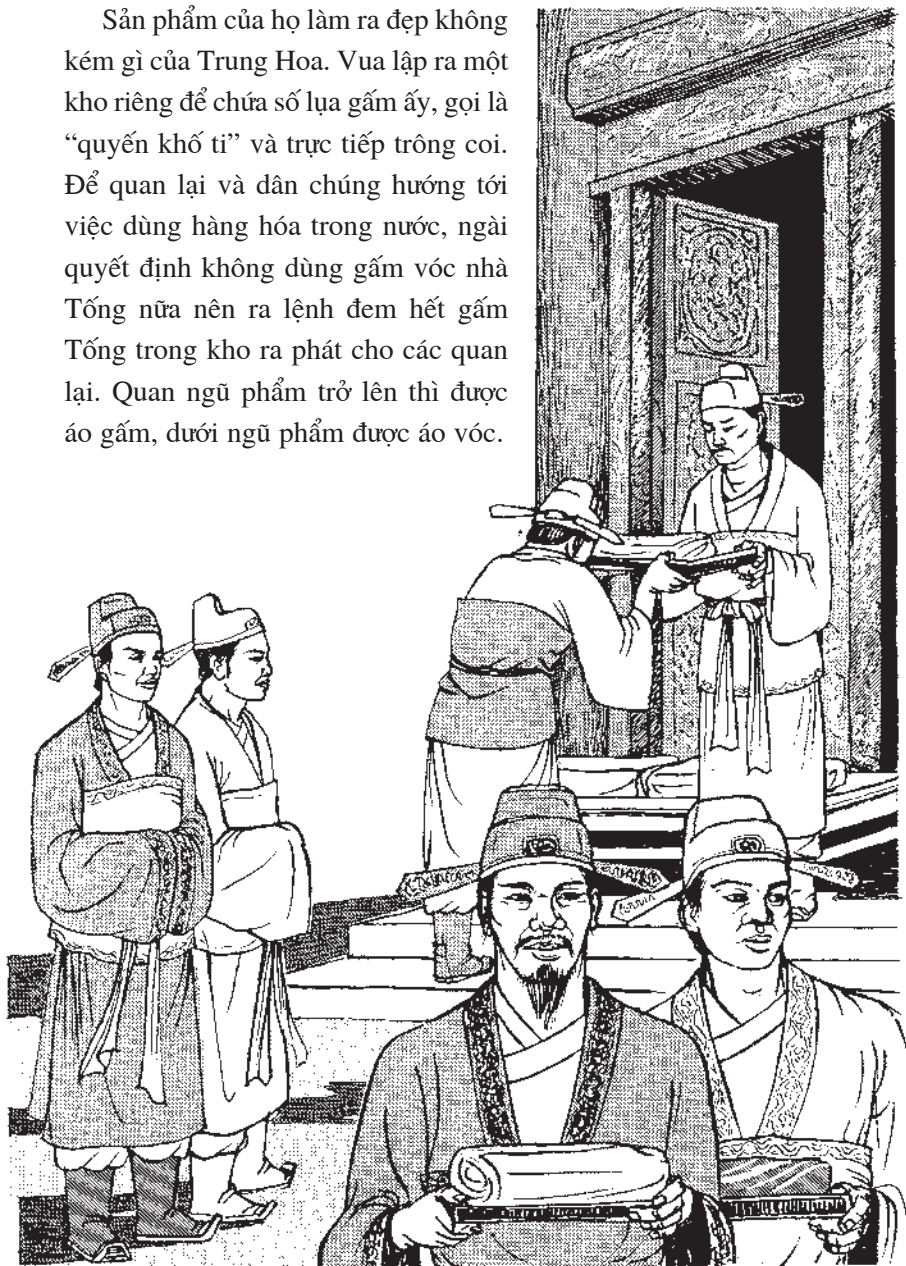 Sản phẩm của họ làm ra đẹp không
kém gì của Trung Hoa. Vua lập ra một
kho riêng để chứa số lụa gấm ấy, gọi là
“quyến khố ti” và trực tiếp trông coi.
Để quan lại và dân chúng hướng tới
việc dùng hàng hóa trong nước, ngài
quyết định không dùng gấm vóc nhà
Tống nữa nên ra lệnh đem hết gấm
Tống trong kho ra phát cho các quan
lại. Quan ngũ phẩm trở lên thì được
áo gấm, dưới ngũ phẩm được áo vóc.